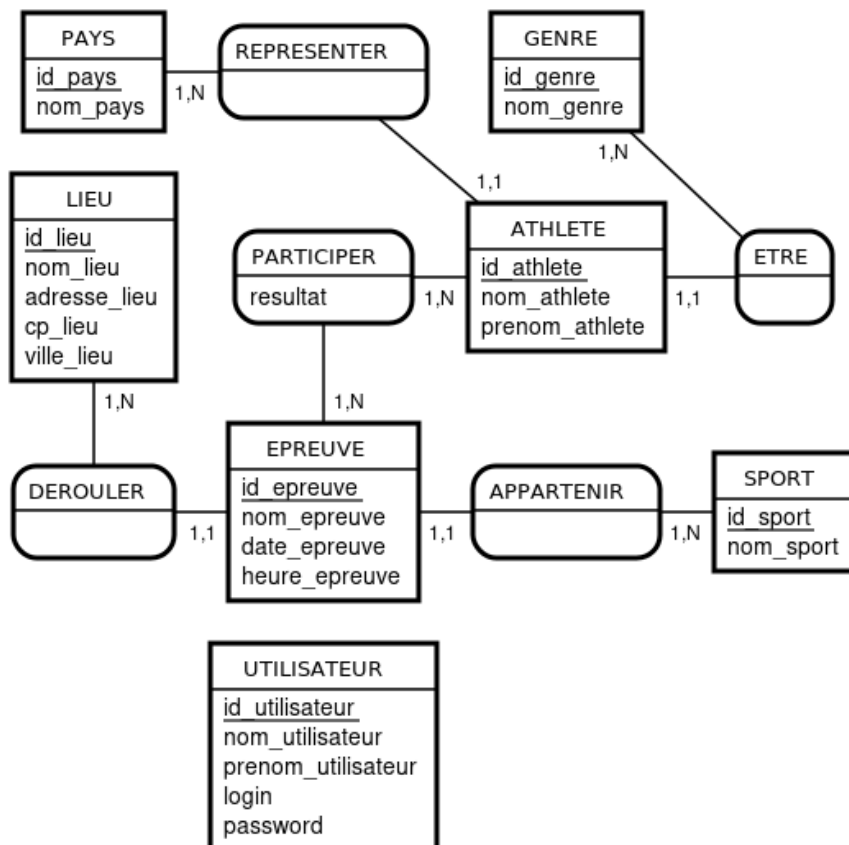 PAYS
id_pays
nom_pays
1,N
REPRESENTER
GENRE
id_genre
nom_genre
1,N
1,1
LIEU
id_lieu
nom_lieu
adresse_lieu
cp_lieu
ville_lieu
1,N
PARTICIPER
resultat
1,N
1,N
ATHLETE
id_athlete
nom_athlete
prenom_athlete
1,1
ETRE
DEROULER
1,1
EPREUVE
id_epreuve
nom_epreuve
date_epreuve
heure_epreuve
1,1
APPARTENIR
1,N
SPORT
id_sport
nom_sport
UTILISATEUR
id_utilisateur
nom_utilisateur
prenom_utilisateur
login
password